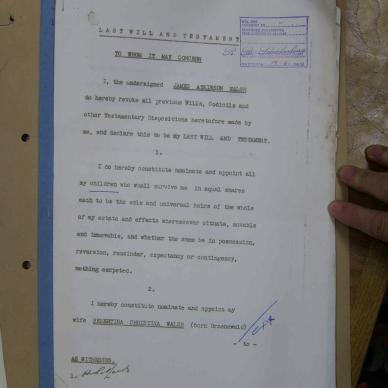 LAST WILL AND TESTAMENT
TO WHOM IT MAY CONCERN
I, the undersigned JAMES ATKINSON WALSH
do hereby revoke all previous Wills, Codicils and
other Testamentary Dispositions heretofore made by
me, and declare this to be my LAST WILL AND TESTAMENT.
1.
I do hereby constitute nominate and appoint all
my children who shall survive me in equal shares
each to be the sole and universal heirs of the whole
of my estate and effects wheresoever situate, movable
and immovable, and whether the same be in possession,
reversion, remainder, expectancy or contingency,
nothing excepted.
2.
I hereby constitute nominate and appoint my
wife CHRISTINA WALSH (born
- to -
AS WITNESSES
1.